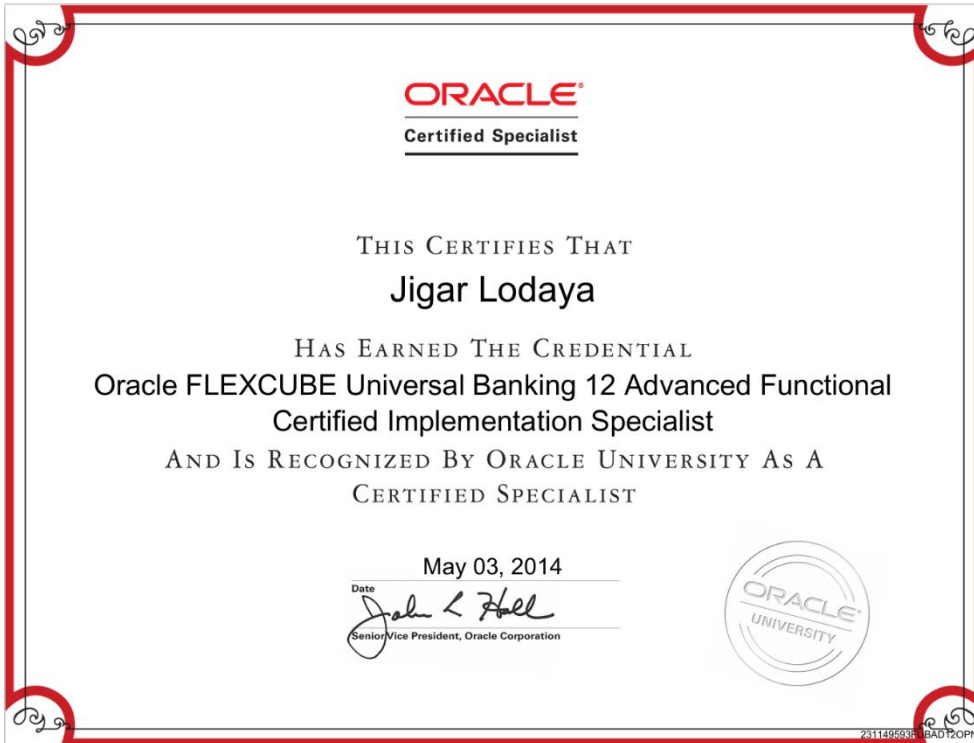 ORACLE®
Certified Specialist
THIS CERTIFIES THAT
Jigar Lodaya
HAS EARNED THE CREDENTIAL
Oracle FLEXCUBE Universal Banking 12 Advanced Functional
Certified Implementation Specialist
AND IS RECOGNIZED BY ORACLE UNIVERSITY AS A
CERTIFIED SPECIALIST
May 03, 2014
Date
John L Hall
Senior Vice President, Oracle Corporation
ORACLE®
UNIVERSITY